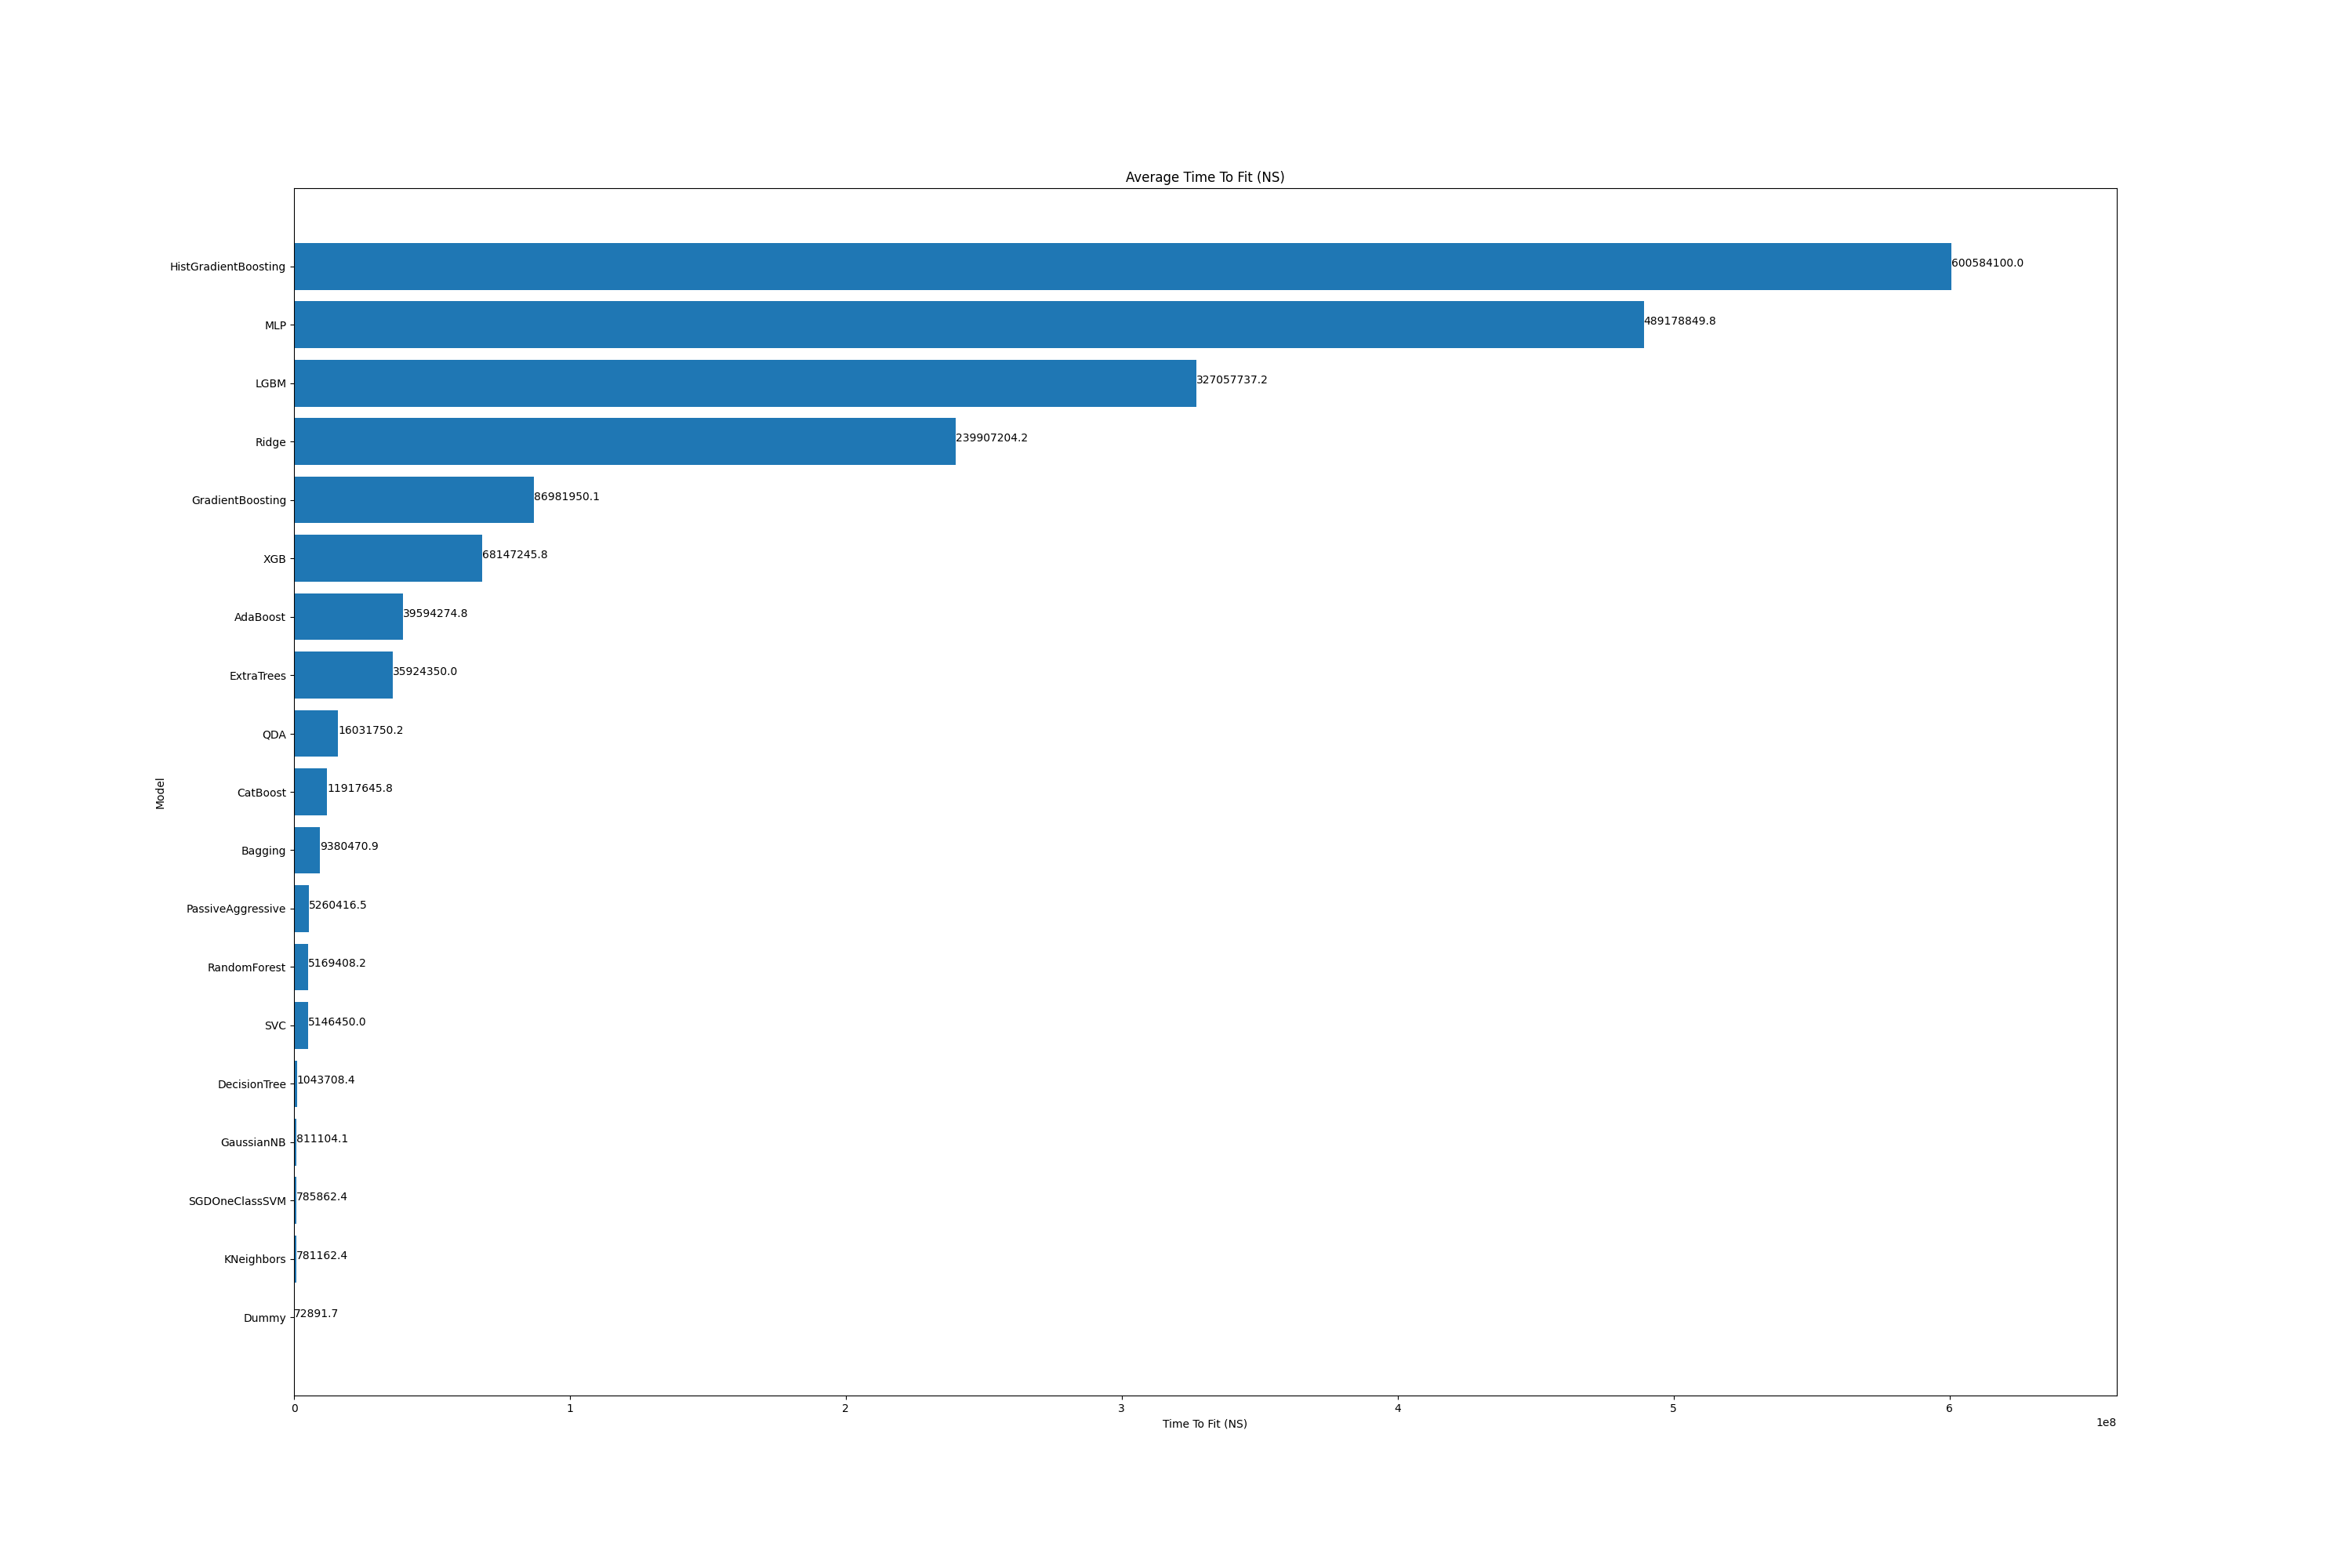 Average Time To Fit (NS)
HistGradientBoosting 600584100.0
MLP 489178849.8
LGBM 327057737.2
Ridge 239907204.2
GradientBoosting 86981950.1
XGB 68147245.8
AdaBoost 39594274.8
ExtraTrees 35924350.0
QDA 16031750.2
Model
CatBoost 11917645.8
Bagging 9380470.9
PassiveAggressive 5260416.5
RandomForest 5169408.2
SVC 5146450.0
DecisionTree 1043708.4
GaussianNB 811104.1
SGDOneClassSVM 785862.4
KNeighbors 781162.4
Dummy 72891.7
0 1 2 3 4 5 6
Time To Fit (NS) 1e8